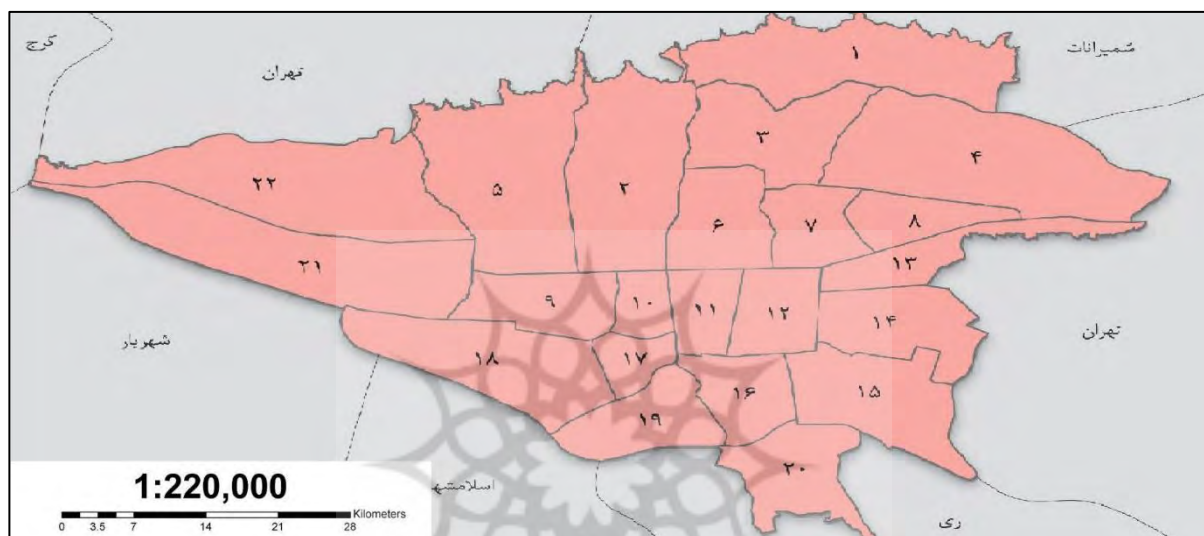 کرج
تهران
شمیرانات
۱
۳
۴
۲۲
۵
۲
۶
۷
۸
۲۱
۱۳
۹
۱۰
۱۱
۱۲
۱۴
شهریار
تهران
۱۸
۱۷
۱۶
۱۵
۱۹
۲۰
اسلامشه
ری
1:220,000
Kilometers
0 3.5 7 14 21 28